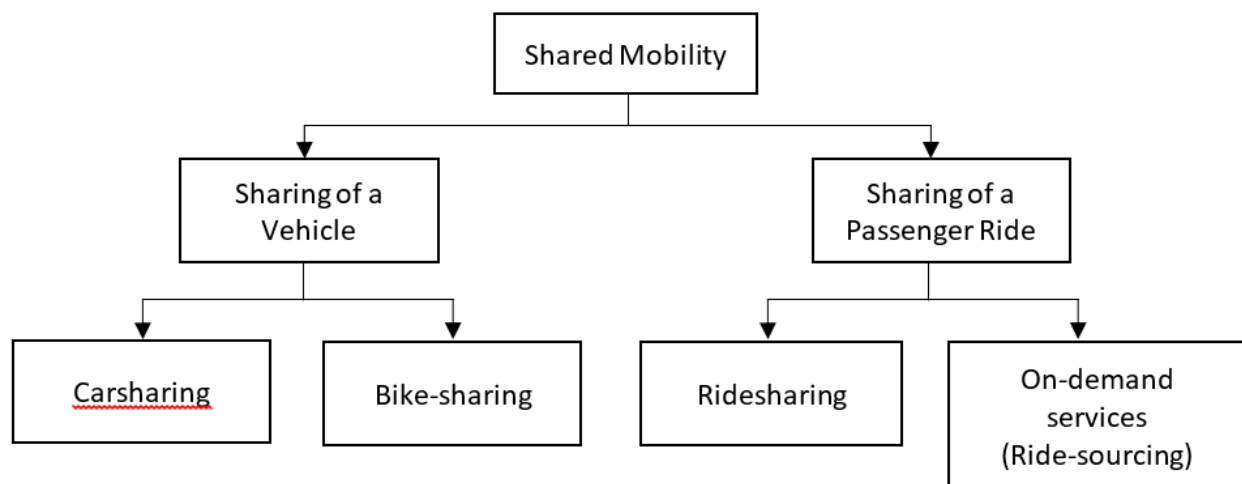 Shared Mobility
Sharing of a
Vehicle
Sharing of a
Passenger Ride
Carsharing
Bike-sharing
Ridesharing
On-demand
services
(Ride-sourcing)